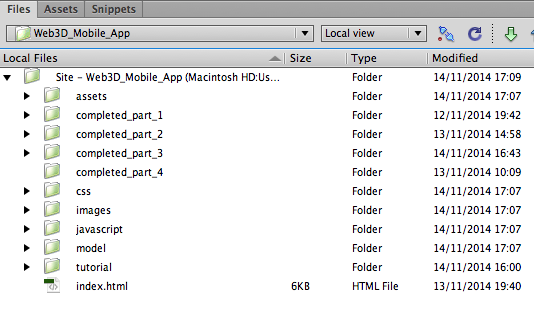 Files Assets Snippets
Web3D_Mobile_App Local view
Local Files Size Type Modified
Site – Web3D_Mobile_App (Macintosh HD:Us... Folder 14/11/2014 17:09
assets Folder 14/11/2014 17:07
completed_part_1 Folder 12/11/2014 19:42
completed_part_2 Folder 13/11/2014 14:58
completed_part_3 Folder 14/11/2014 16:43
completed_part_4 Folder 13/11/2014 10:09
css Folder 14/11/2014 17:07
images Folder 14/11/2014 17:07
javascript Folder 14/11/2014 17:07
model Folder 14/11/2014 17:07
tutorial Folder 14/11/2014 16:00
index.html 6KB HTML File 13/11/2014 19:40